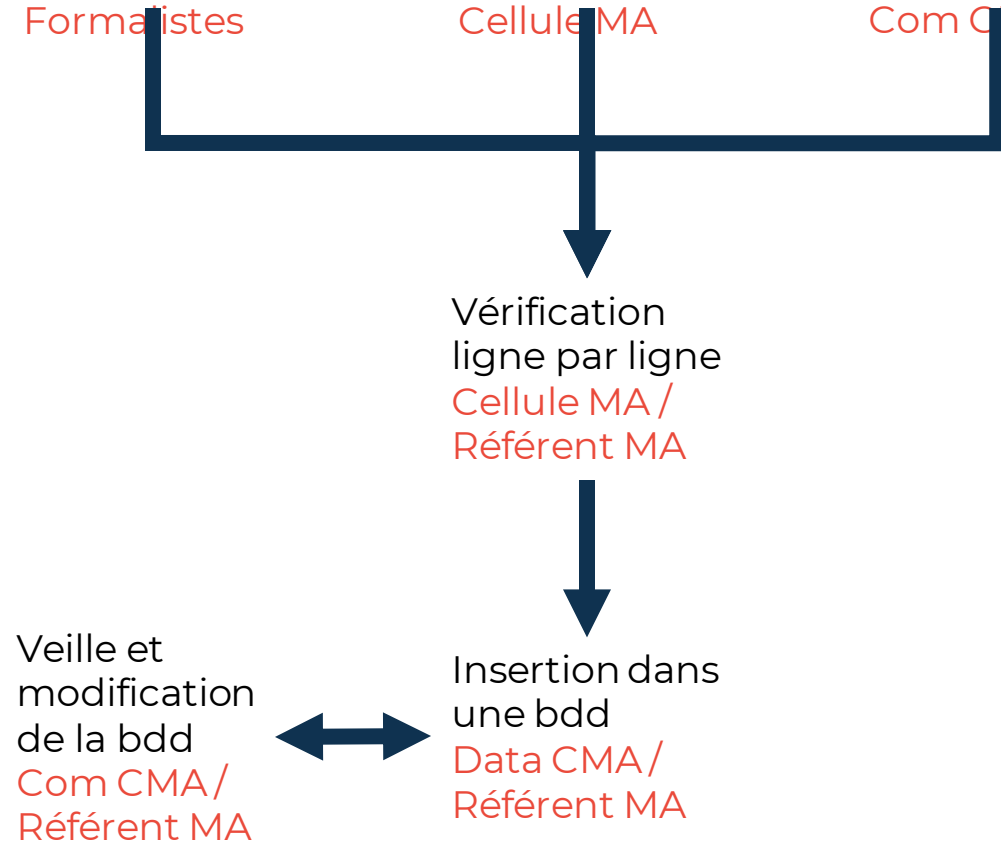 Formalistes
Cellule MA
Com
Vérification
ligne par ligne
Cellule MA /
Référent MA
Veille et
modification
de la bdd
Com CMA /
Référent MA
Insertion dans
une bdd
Data CMA /
Référent MA